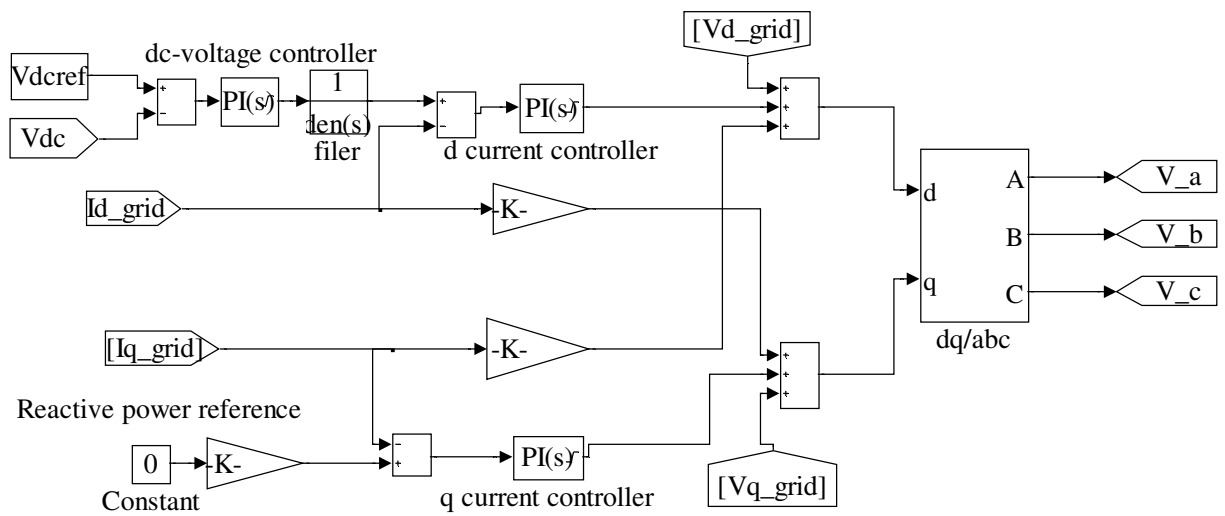 [Vd_grid]
dc-voltage controller
Vdcref
+
−
PI(s)
1
den(s)
filer
+
−
PI(s)
+
+
+
Vdc
d current controller
Id_grid
-K-
d
q
A
B
C
dq/abc
V_a
V_b
V_c
[Iq_grid]
-K-
+
+
+
Reactive power reference
0
-K-
−
+
PI(s)
[Vq_grid]
Constant
q current controller